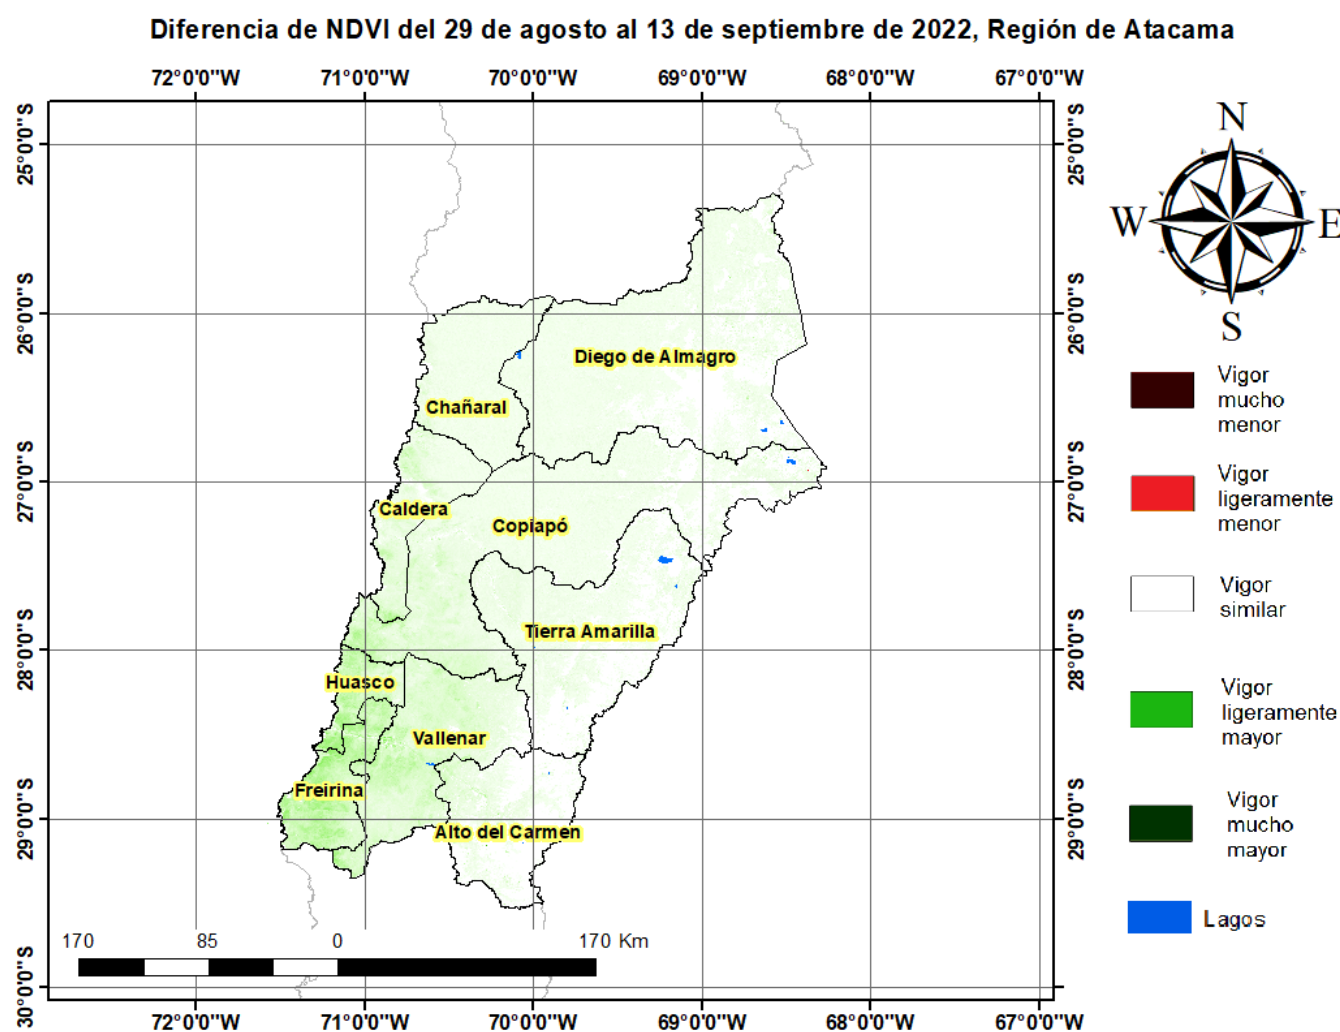 Diferencia de NDVI del 29 de agosto al 13 de septiembre de 2022, Región de Atacama
72°0'0"W 71°0'0"W 70°0'0"W 69°0'0"W 68°0'0"W 67°0'0"W
25°0'0"S 25°0'0"S
26°0'0"S 26°0'0"S
27°0'0"S 27°0'0"S
28°0'0"S 28°0'0"S
29°0'0"S 29°0'0"S
30°0'0"S 30°0'0"S
Diego de Almagro
Chañaral
Caldera
Copiapó
Tierra Amarilla
Huasco
Vallenar
Freirina
Alto del Carmen
170 85 0 170 Km
72°0'0"W 71°0'0"W 70°0'0"W 69°0'0"W 68°0'0"W 67°0'0"W
N
W E
S
Vigor
mucho
menor
Vigor
ligeramente
menor
Vigor
similar
Vigor
ligeramente
mayor
Vigor
mucho
mayor
Lagos